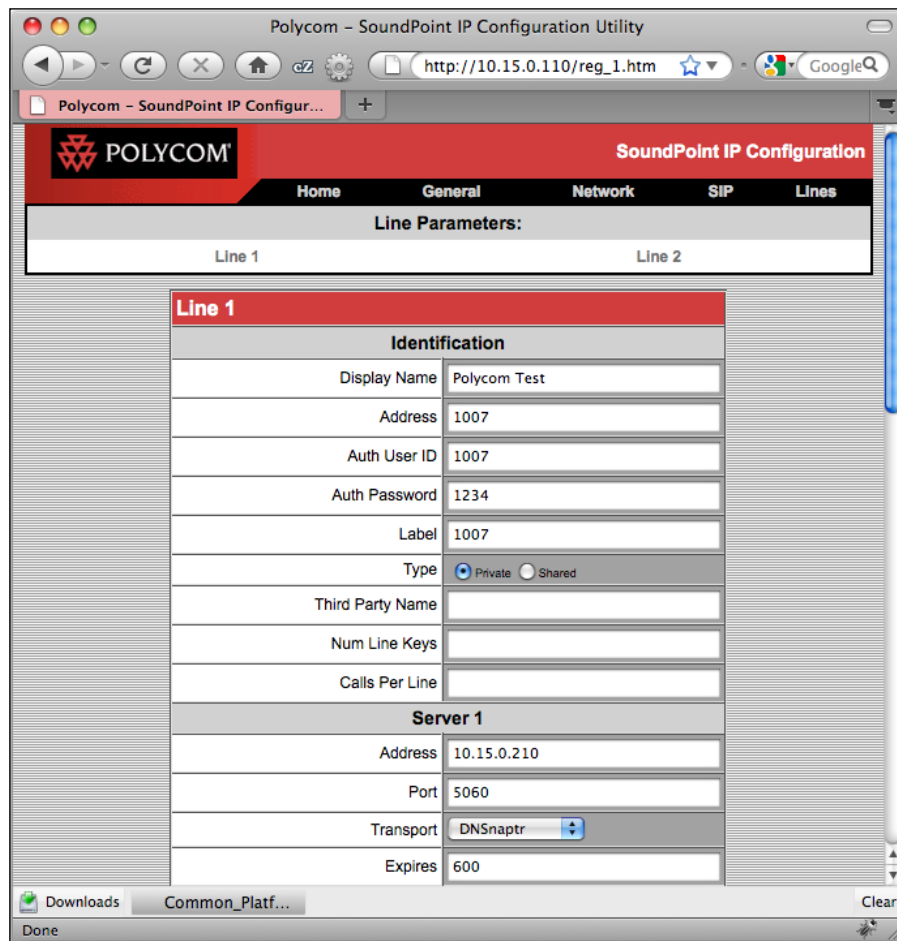 Polycom – SoundPoint IP Configuration Utility
http://10.15.0.110/reg_1.htm
Google
Polycom – SoundPoint IP Configur...
+
POLYCOM
SoundPoint IP Configuration
Home General Network SIP Lines
Line Parameters:
Line 1 Line 2
Line 1
Identification
Display Name Polycom Test
Address 1007
Auth User ID 1007
Auth Password 1234
Label 1007
Type Private Shared
Third Party Name
Num Line Keys
Calls Per Line
Server 1
Address 10.15.0.210
Port 5060
Transport DNSnaptr
Expires 600
Downloads Common_Platf... Clear
Done